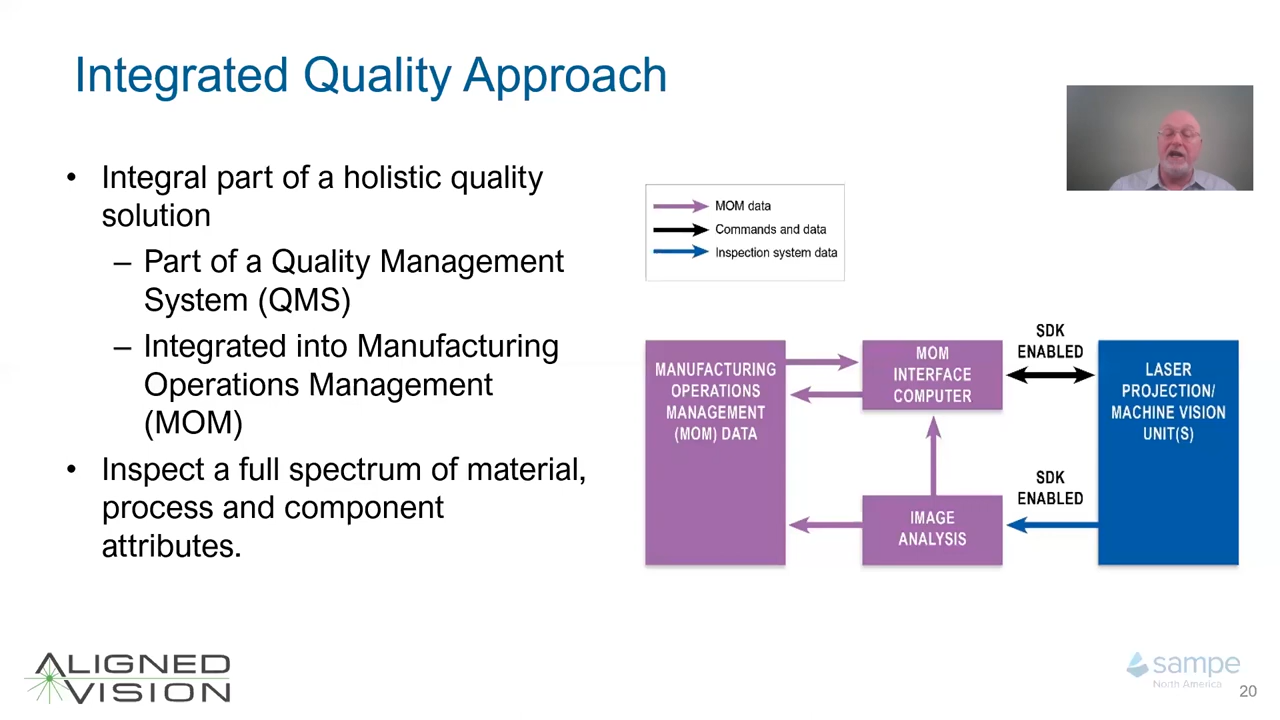 Integrated Quality Approach
• Integral part of a holistic quality
solution
– Part of a Quality Management
System (QMS)
– Integrated into Manufacturing
Operations Management
(MOM)
• Inspect a full spectrum of material,
process and component
attributes.
MOM data
Commands and data
Inspection system data
MANUFACTURING
OPERATIONS
MANAGEMENT
(MOM) DATA
MOM
INTERFACE
COMPUTER
SDK
ENABLED
LASER
PROJECTION/
MACHINE VISION
UNIT(S)
IMAGE
ANALYSIS
SDK
ENABLED
ALIGNED
VISION
sampe
North America
20